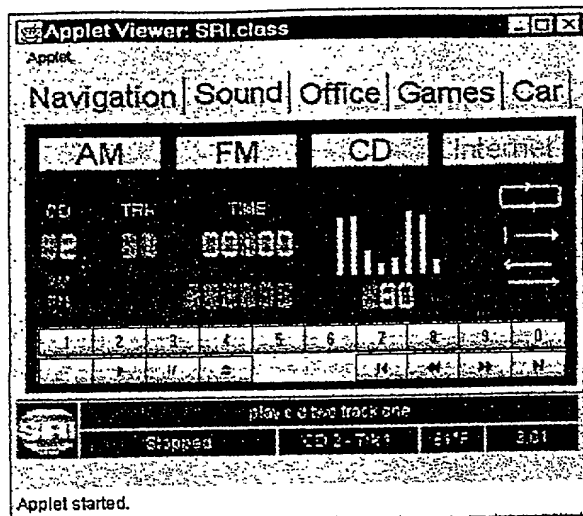 Applet Viewer: SRI.class
Applet
Navigation Sound Office Games Car
AM FM CD Internet
CD TRK TIME
AM
FM
1 2 3 4 5 6 7 8 9 0
play cd two track one
Stopped CD 2 - Trk 1
Applet started.